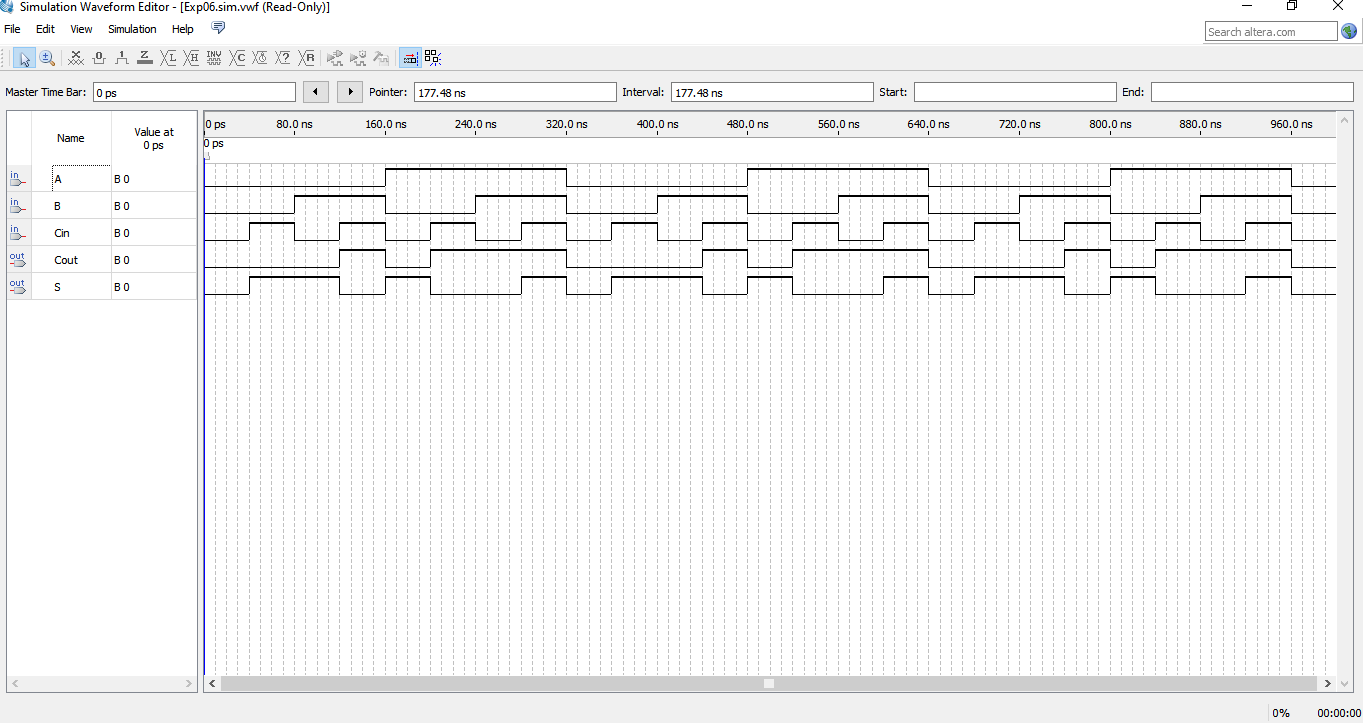 Simulation Waveform Editor - [Exp06.sim.vwf (Read-Only)]
File Edit View Simulation Help
Search altera.com
Master Time Bar: 0 ps Pointer: 177.48 ns Interval: 177.48 ns Start: End:
Name Value at 0 ps
0 ps 80.0 ns 160.0 ns 240.0 ns 320.0 ns 400.0 ns 480.0 ns 560.0 ns 640.0 ns 720.0 ns 800.0 ns 880.0 ns 960.0 ns
0 ps
in A B 0
in B B 0
in Cin B 0
out Cout B 0
out S B 0
0% 00:00:00